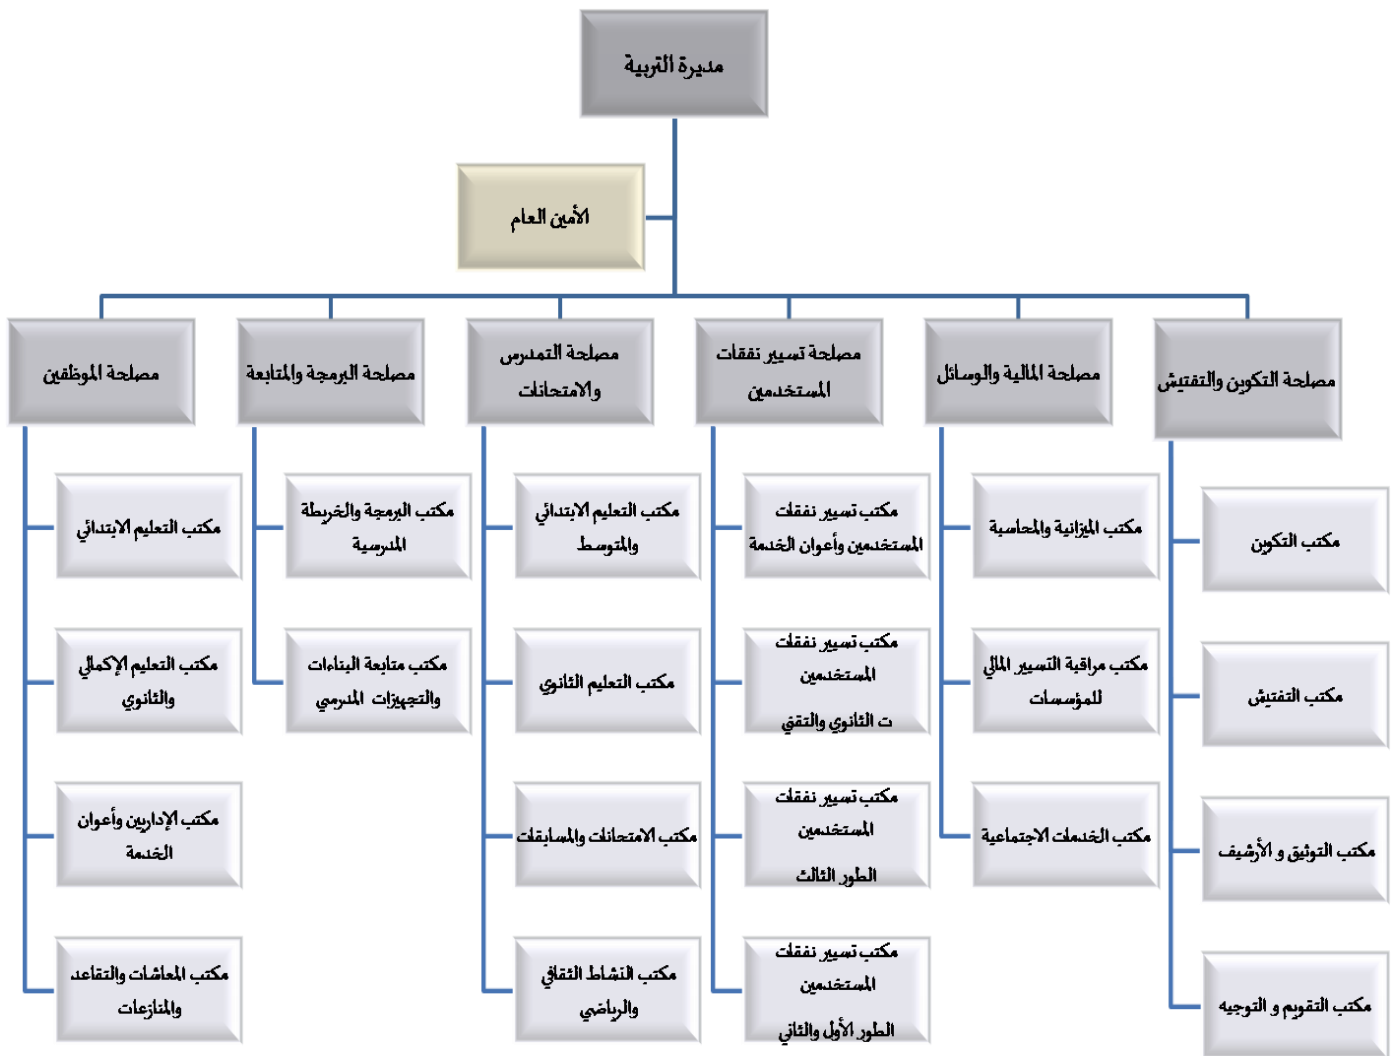 مديرة التربية
الأمين العام
مصلحة التكوين والتفتيش
مكتب التكوين
مكتب التفتيش
مكتب التوثيق و الأرشيف
مكتب التقويم و التوجيه
مصلحة المالية والوسائل
مكتب الميزانية والمحاسبة
مكتب مراقبة التسيير المالي
للمؤسسات
مكتب الخدمات الاجتماعية
مصلحة تسيير نفقات
المستخدمين
مكتب تسيير نفقات
المستخدمين وأعوان الخدمة
مكتب تسيير نفقات
المستخدمين
ت الثانوي والتقني
مكتب تسيير نفقات
المستخدمين
الطور الثالث
مكتب تسيير نفقات
المستخدمين
الطور الأول والثاني
مصلحة التمدرس
والامتحانات
مكتب التعليم الابتدائي
والمتوسط
مكتب التعليم الثانوي
مكتب الامتحانات والمسابقات
مكتب النشاط الثقافي
والرياضي
مصلحة البرمجة والمتابعة
مكتب البرمجة والخريطة
المدرسية
مكتب متابعة البناءات
والتجهيزات المدرسي
مصلحة الموظفين
مكتب التعليم الابتدائي
مكتب التعليم الإكمالي
والثانوي
مكتب الإداريين وأعوان
الخدمة
مكتب المعاشات والتقاعد
والمنازعات